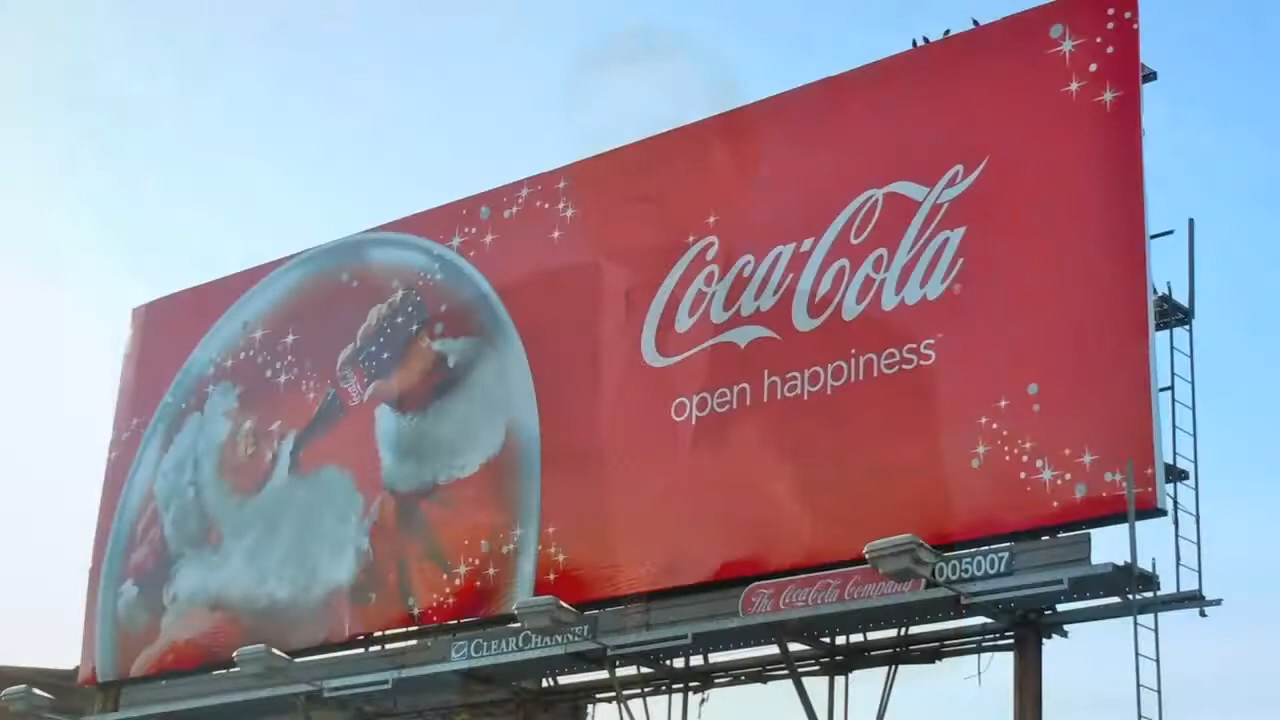 Coca-Cola
open happiness
The Coca-Cola Company
005007
CLEARCHANNEL